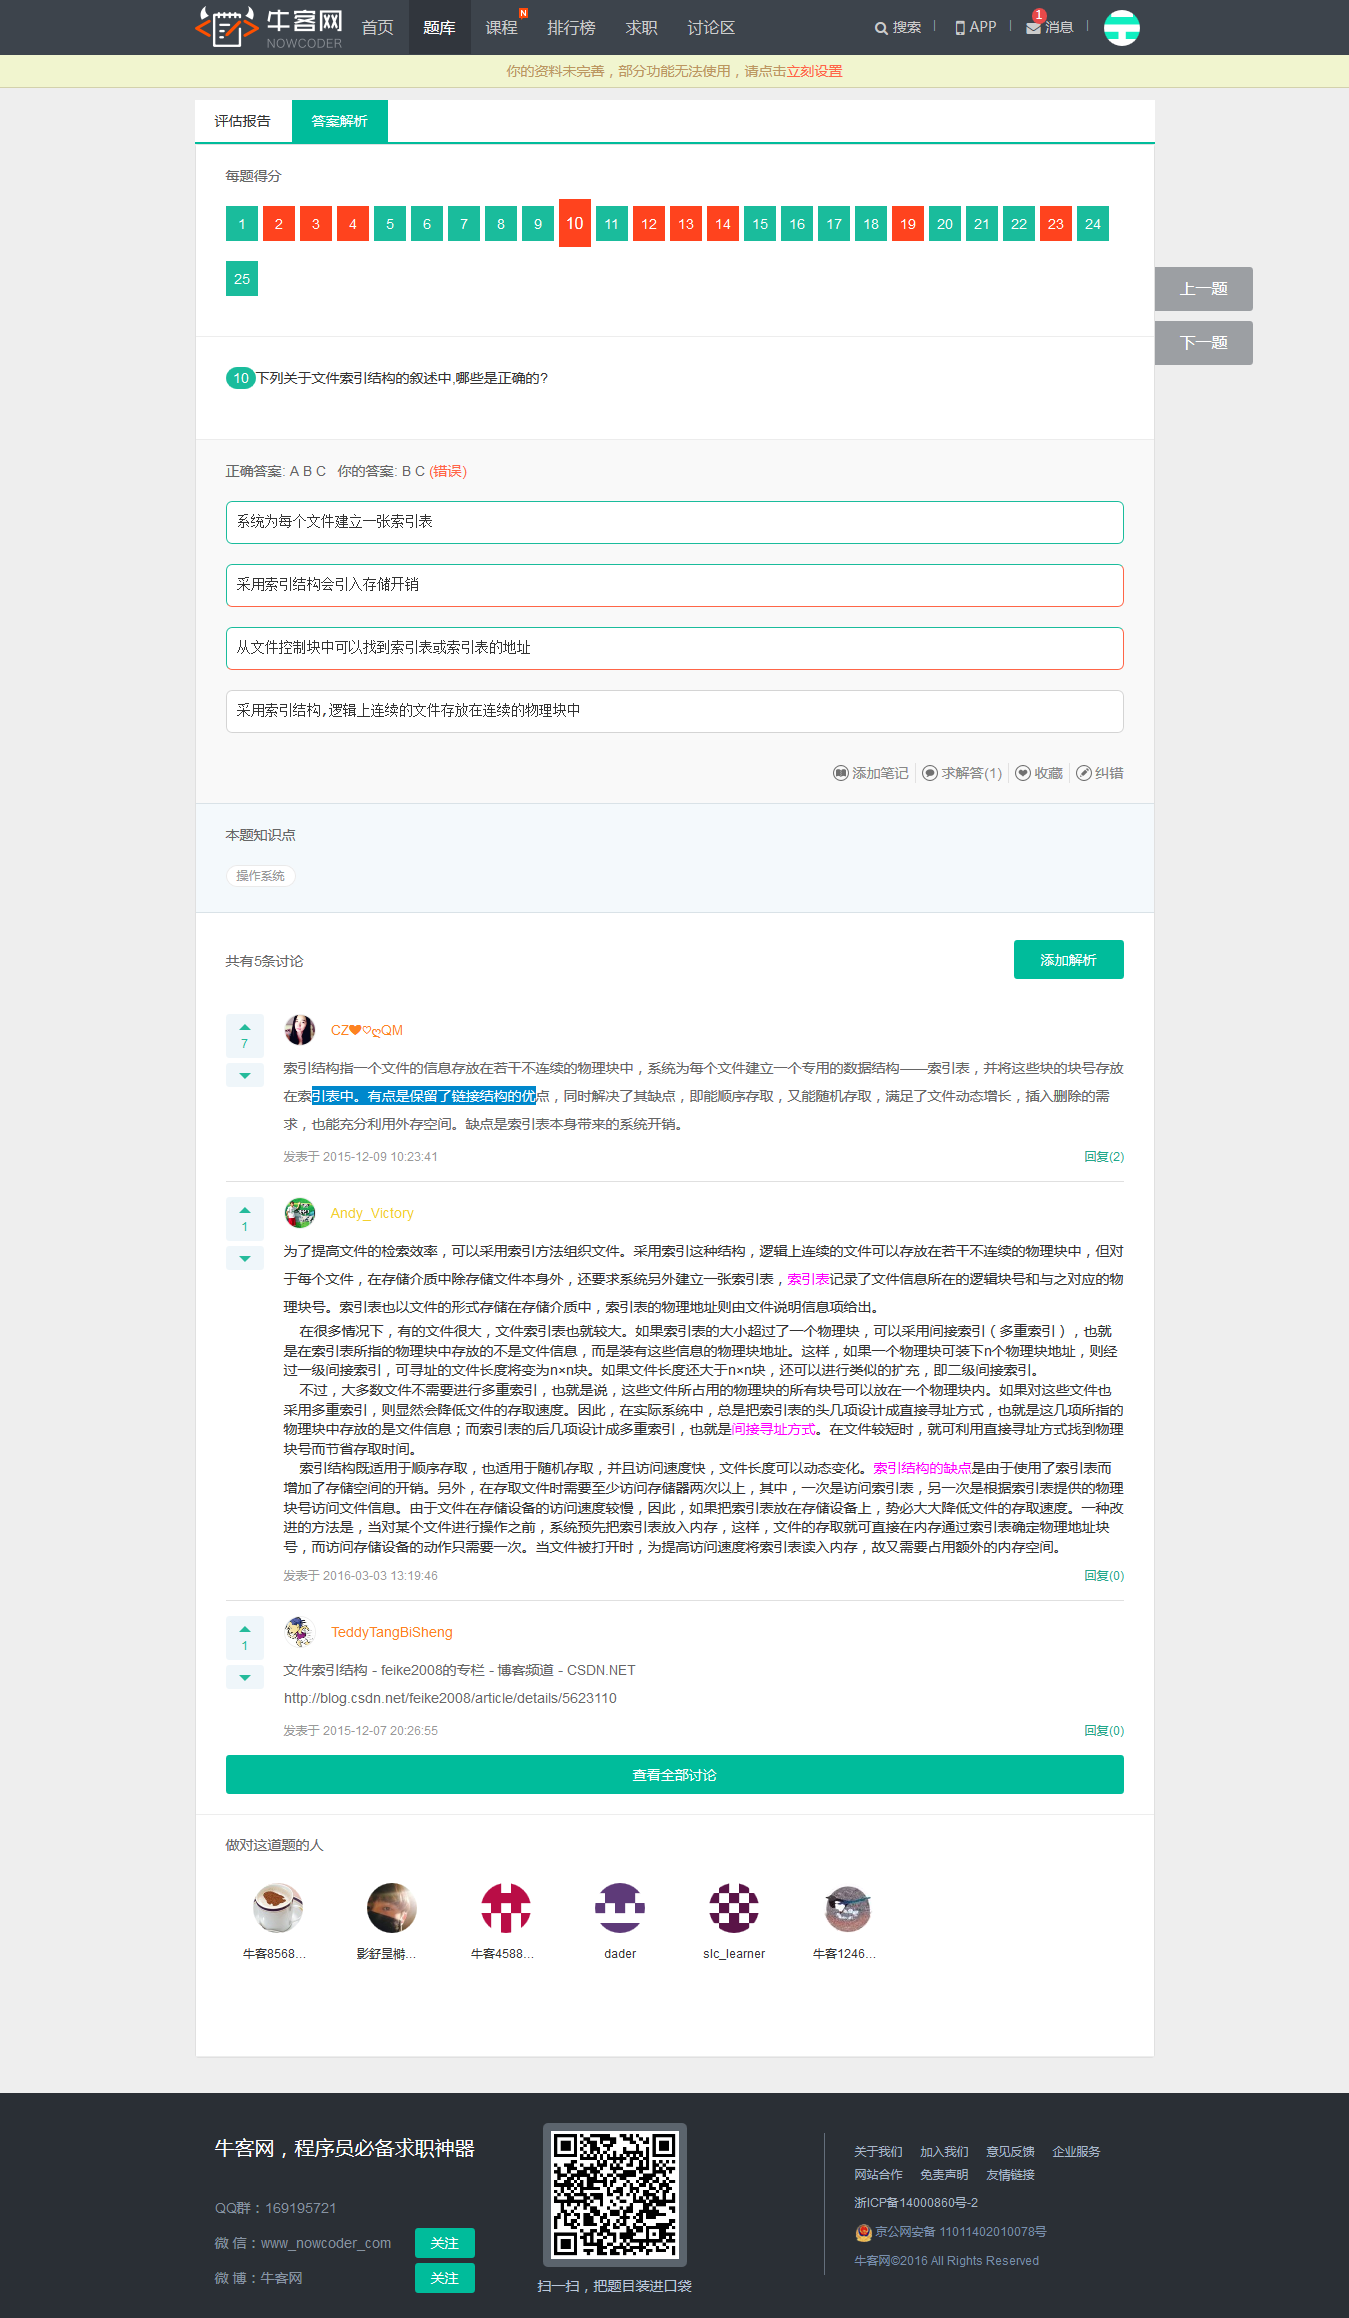 牛客网
NOWCODER
首页 题库 课程 N 排行榜 求职 讨论区 搜索 APP 消息 1
你的资料未完善，部分功能无法使用，请点击立刻设置
评估报告 答案解析
每题得分
1 2 3 4 5 6 7 8 9 10 11 12 13 14 15 16 17 18 19 20 21 22 23 24
25
上一题
下一题
10 下列关于文件索引结构的叙述中,哪些是正确的?
正确答案: A B C 你的答案: B C (错误)
系统为每个文件建立一张索引表
采用索引结构会引入存储开销
从文件控制块中可以找到索引表或索引表的地址
采用索引结构,逻辑上连续的文件存放在连续的物理块中
添加笔记 求解答(1) 收藏 纠错
本题知识点
操作系统
共有5条讨论 添加解析
7
CZ❤♡ღQM
索引结构指一个文件的信息存放在若干不连续的物理块中，系统为每个文件建立一个专用的数据结构——索引表，并将这些块的块号存放
在索引表中。有点是保留了链接结构的优点，同时解决了其缺点，即能顺序存取，又能随机存取，满足了文件动态增长，插入删除的需
求，也能充分利用外存空间。缺点是索引表本身带来的系统开销。
发表于 2015-12-09 10:23:41 回复(2)
1
Andy_Victory
为了提高文件的检索效率，可以采用索引方法组织文件。采用索引这种结构，逻辑上连续的文件可以存放在若干不连续的物理块中，但对
于每个文件，在存储介质中除存储文件本身外，还要求系统另外建立一张索引表，索引表记录了文件信息所在的逻辑块号和与之对应的物
理块号。索引表也以文件的形式存储在存储介质中，索引表的物理地址则由文件说明信息项给出。
在很多情况下，有的文件很大，文件索引表也就较大。如果索引表的大小超过了一个物理块，可以采用间接索引（多重索引），也就
是在索引表所指的物理块中存放的不是文件信息，而是装有这些信息的物理块地址。这样，如果一个物理块可装下n个物理块地址，则经
过一级间接索引，可寻址的文件长度将变为n×n块。如果文件长度还大于n×n块，还可以进行类似的扩充，即二级间接索引。
不过，大多数文件不需要进行多重索引，也就是说，这些文件所占用的物理块的所有块号可以放在一个物理块内。如果对这些文件也
采用多重索引，则显然会降低文件的存取速度。因此，在实际系统中，总是把索引表的头几项设计成直接寻址方式，也就是这几项所指的
物理块中存放的是文件信息；而索引表的后几项设计成多重索引，也就是间接寻址方式。在文件较短时，就可利用直接寻址方式找到物理
块号而节省存取时间。
索引结构既适用于顺序存取，也适用于随机存取，并且访问速度快，文件长度可以动态变化。索引结构的缺点是由于使用了索引表而
增加了存储空间的开销。另外，在存取文件时需要至少访问存储器两次以上，其中，一次是访问索引表，另一次是根据索引表提供的物理
块号访问文件信息。由于文件在存储设备的访问速度较慢，因此，如果把索引表放在存储设备上，势必大大降低文件的存取速度。一种改
进的方法是，当对某个文件进行操作之前，系统预先把索引表放入内存，这样，文件的存取就可直接在内存通过索引表确定物理地址块
号，而访问存储设备的动作只需要一次。当文件被打开时，为提高访问速度将索引表读入内存，故又需要占用额外的内存空间。
发表于 2016-03-03 13:19:46 回复(0)
1
TeddyTangBiSheng
文件索引结构 - feike2008的专栏 - 博客频道 - CSDN.NET
http://blog.csdn.net/feike2008/article/details/5623110
发表于 2015-12-07 20:26:55 回复(0)
查看全部讨论
做对这道题的人
牛客8568... 牛客4588... dader slc_learner 牛客1246...
牛客网，程序员必备求职神器
QQ群：169195721
微 信：www_nowcoder_com 关注
微 博：牛客网 关注
扫一扫，把题目装进口袋
关于我们 加入我们 意见反馈 企业服务
网站合作 免责声明 友情链接
浙ICP备14000860号-2
京公网安备 11011402010078号
牛客网©2016 All Rights Reserved